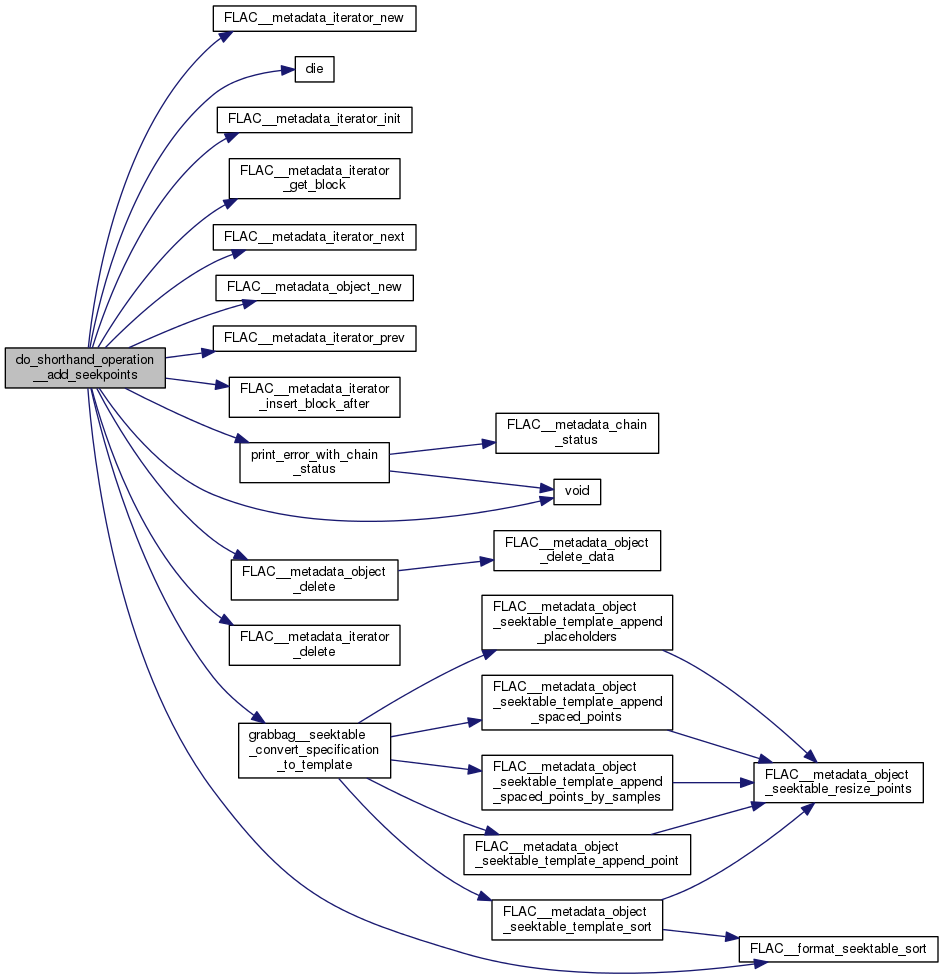 FLAC__metadata_iterator_new
die
FLAC__metadata_iterator_init
FLAC__metadata_iterator
_get_block
FLAC__metadata_iterator_next
FLAC__metadata_object_new
FLAC__metadata_iterator_prev
do_shorthand_operation
__add_seekpoints
FLAC__metadata_iterator
_insert_block_after
print_error_with_chain
_status
FLAC__metadata_chain
_status
void
FLAC__metadata_object
_delete
FLAC__metadata_object
_delete_data
FLAC__metadata_iterator
_delete
grabbag__seektable
_convert_specification
_to_template
FLAC__metadata_object
_seektable_template_append
_placeholders
FLAC__metadata_object
_seektable_template_append
_spaced_points
FLAC__metadata_object
_seektable_template_append
_spaced_points_by_samples
FLAC__metadata_object
_seektable_template_append_point
FLAC__metadata_object
_seektable_template_sort
FLAC__metadata_object
_seektable_resize_points
FLAC__format_seektable_sort